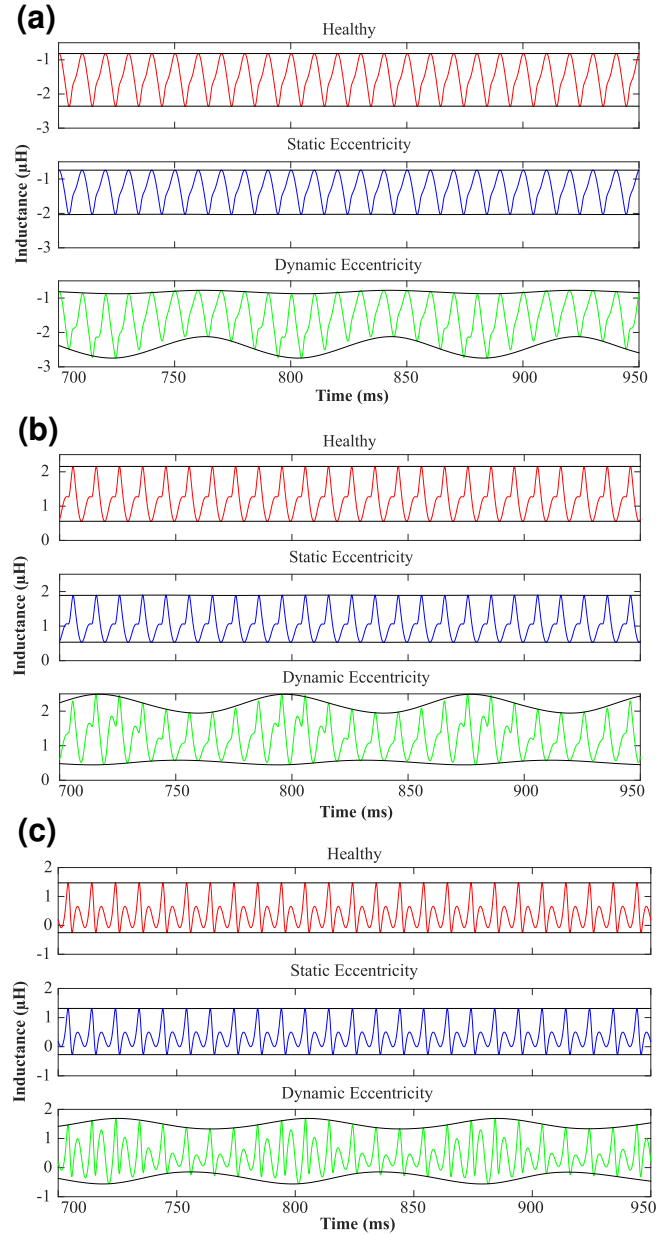 (a)
Healthy
-1
-2
-3
Static Eccentricity
-1
-2
-3
Dynamic Eccentricity
-1
-2
-3
700 750 800 850 900 950
Time (ms)
Inductance (µH)
(b)
Healthy
2
1
0
Static Eccentricity
2
1
0
Dynamic Eccentricity
2
1
0
700 750 800 850 900 950
Time (ms)
Inductance (µH)
(c)
Healthy
2
1
0
-1
Static Eccentricity
2
1
0
-1
Dynamic Eccentricity
2
1
0
-1
700 750 800 850 900 950
Time (ms)
Inductance (µH)